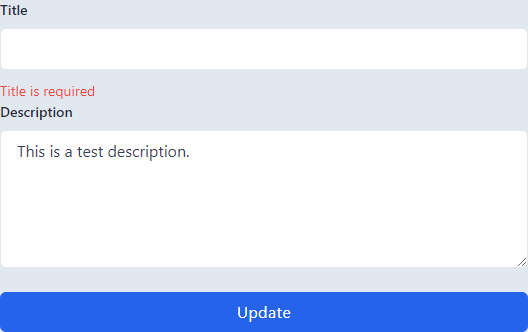 Title
Title is required
Description
This is a test description.
Update